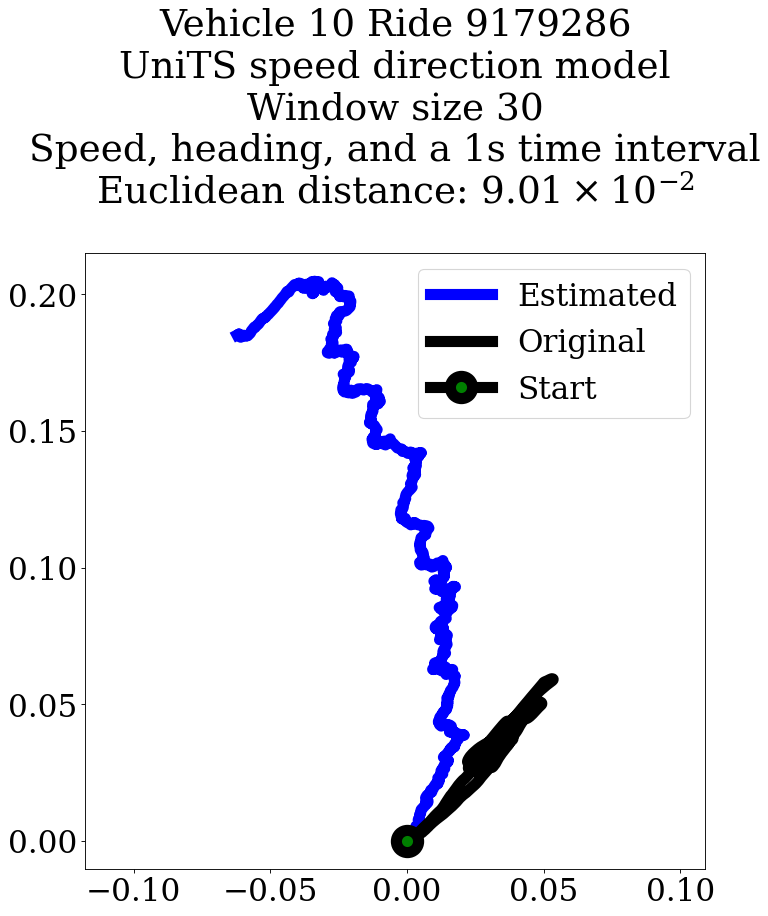 Vehicle 10 Ride 9179286
UniTS speed direction model
Window size 30
Speed, heading, and a 1s time interval
Euclidean distance: 9.01 × 10⁻²
Estimated
Original
Start
0.20
0.15
0.10
0.05
0.00
−0.10 −0.05 0.00 0.05 0.10